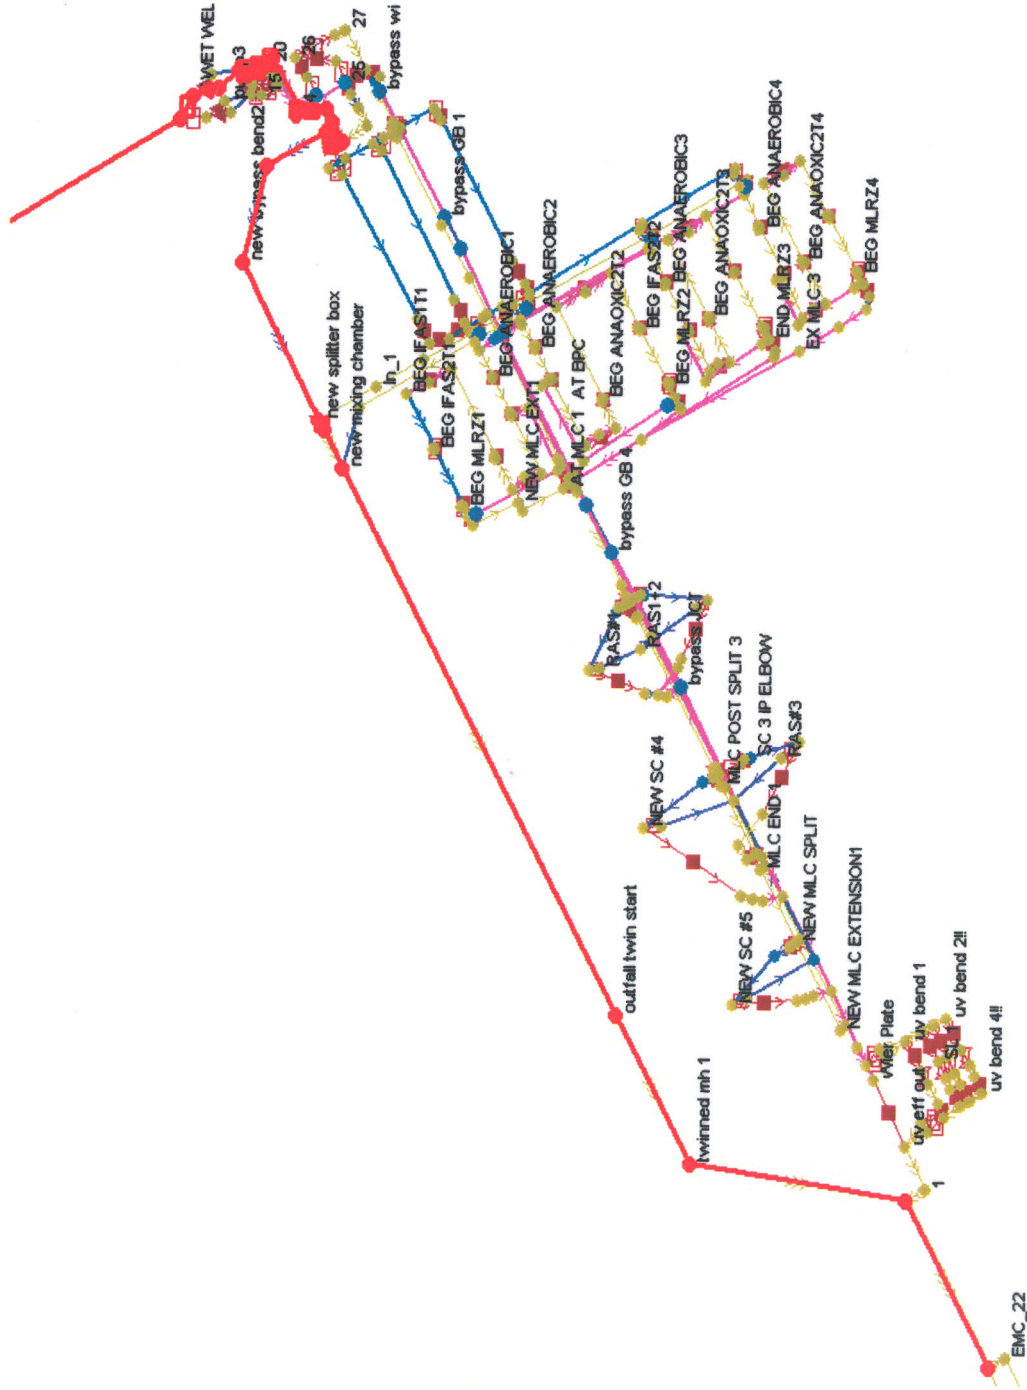 WET WEL
20
15
26
27
25
bypass wi
new bypass bend2
bypass GB 1
new splitter box
new mixing chamber
In_1
BEG IFAS1T1
BEG IFAS2T1
BEG MLRZ1
BEG ANAEROBIC1
BEG ANAEROBIC2
NEW MLC EXT1
AT MLC 1
AT BPC
BEG ANAOXIC2T2
BEG IFAS2T2
BEG MLRZ2
BEG ANAEROBIC3
BEG ANAOXIC2T3
END MLRZ3
EX MLC 3
BEG ANAEROBIC4
BEG ANAOXIC2T4
BEG MLRZ4
bypass GB 4
RAS#1
RAS1+2
bypass JCT
MLC POST SPLIT 3
SC 3 IP ELBOW
RAS#3
NEW SC #4
MLC END 1
NEW MLC SPLIT
NEW SC #5
NEW MLC EXTENSION1
outfall twin start
twinned mh 1
Wier Plate
uv bend 1
uv bend 2!!
SL 1
uv eff out
uv bend 4!!
1
EMC_22